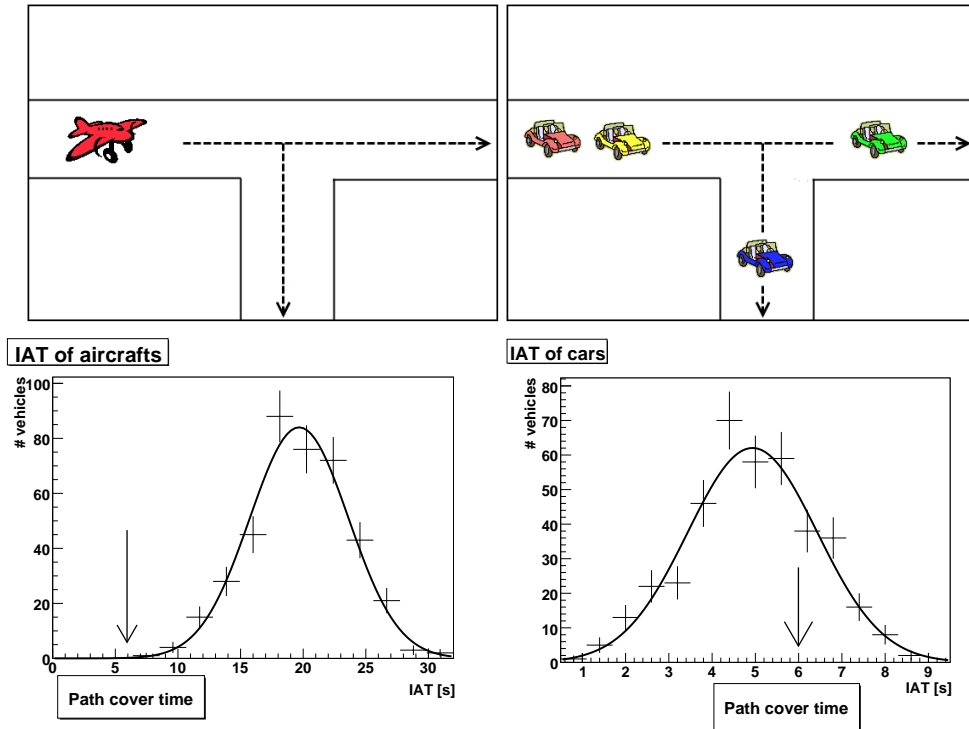 IAT of aircrafts
# vehicles
100
80
60
40
20
0
0 5 10 15 20 25 30
IAT [s]
Path cover time
IAT of cars
# vehicles
80
70
60
50
40
30
20
10
0
1 2 3 4 5 6 7 8 9
IAT [s]
Path cover time